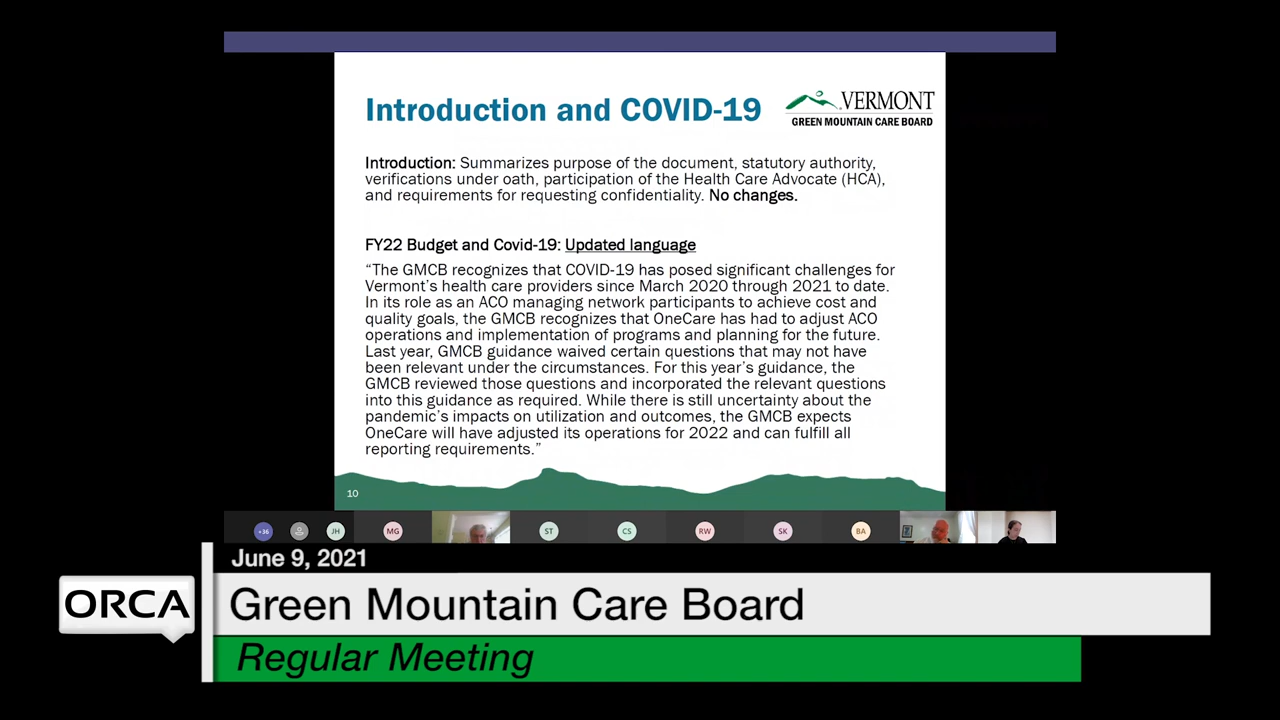 Introduction and COVID-19
VERMONT
GREEN MOUNTAIN CARE BOARD
Introduction: Summarizes purpose of the document, statutory authority,
verifications under oath, participation of the Health Care Advocate (HCA),
and requirements for requesting confidentiality. No changes.
FY22 Budget and Covid-19: Updated language
“The GMCB recognizes that COVID-19 has posed significant challenges for
Vermont’s health care providers since March 2020 through 2021 to date.
In its role as an ACO managing network participants to achieve cost and
quality goals, the GMCB recognizes that OneCare has had to adjust ACO
operations and implementation of programs and planning for the future.
Last year, GMCB guidance waived certain questions that may not have
been relevant under the circumstances. For this year’s guidance, the
GMCB reviewed those questions and incorporated the relevant questions
into this guidance as required. While there is still uncertainty about the
pandemic’s impacts on utilization and outcomes, the GMCB expects
OneCare will have adjusted its operations for 2022 and can fulfill all
reporting requirements.”
10
+36 JH MG ST CS RW SK BA
June 9, 2021
ORCA
Green Mountain Care Board
Regular Meeting